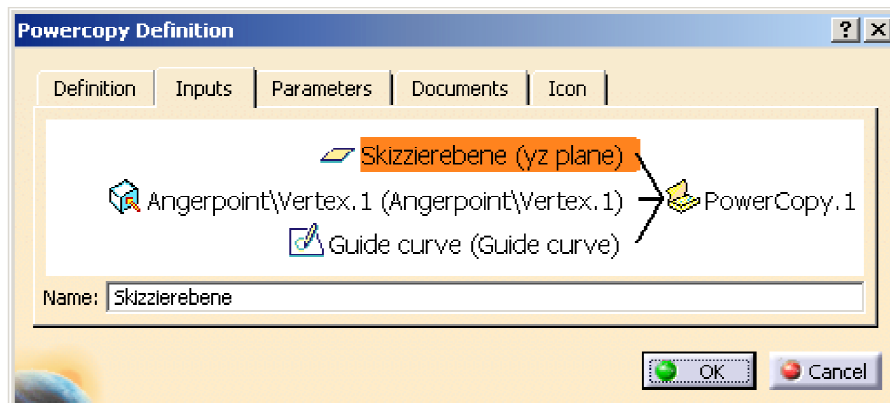 Powercopy Definition
Definition Inputs Parameters Documents Icon
Skizzierebene (yz plane)
Angerpoint\Vertex.1 (Angerpoint\Vertex.1) PowerCopy.1
Guide curve (Guide curve)
Name: Skizzierebene
OK Cancel